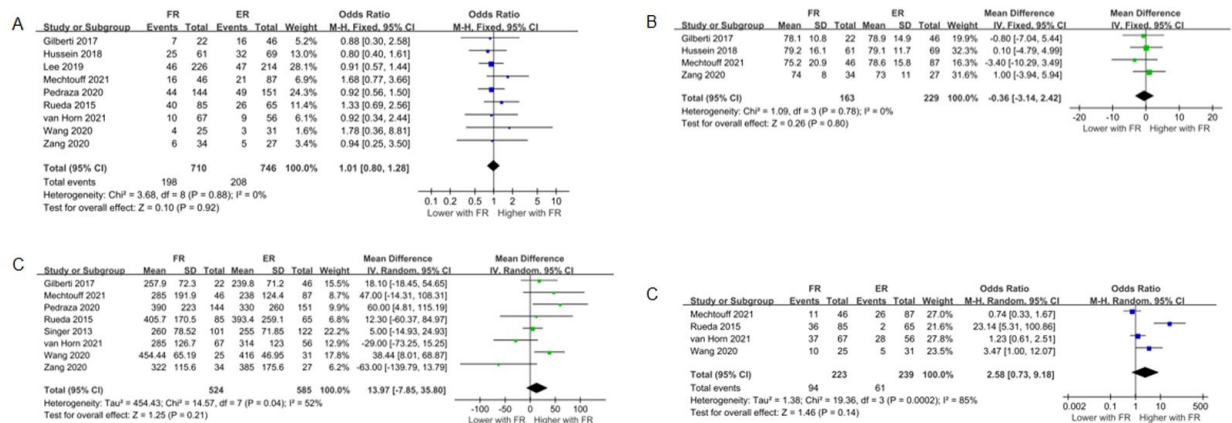 A
FR ER Odds Ratio Odds Ratio
Study or Subgroup Events Total Events Total Weight M-H, Fixed, 95% CI M-H, Fixed, 95% CI
Gilberti 2017 7 22 16 46 5.2% 0.88 [0.30, 2.58]
Hussein 2018 25 61 32 69 12.9% 0.80 [0.40, 1.61]
Lee 2019 46 226 47 214 28.1% 0.91 [0.57, 1.44]
Mechtouff 2021 16 46 21 87 7.1% 1.68 [0.77, 3.66]
Pedraza 2020 44 144 49 151 24.3% 0.92 [0.56, 1.50]
Rueda 2015 40 85 26 65 11.9% 1.33 [0.69, 2.56]
van Horn 2021 10 67 9 56 6.1% 0.92 [0.34, 2.44]
Wang 2020 4 25 3 31 1.6% 1.78 [0.36, 8.81]
Zang 2020 6 34 5 27 3.4% 0.94 [0.25, 3.50]
Total (95% CI) 710 746 100.0% 1.01 [0.80, 1.28]
Total events 198 208
Heterogeneity: Chi² = 3.68, df = 8 (P = 0.88); I² = 0%
Test for overall effect: Z = 0.10 (P = 0.92)
0.1 0.2 0.5 1 2 5 10
Lower with FR Higher with FR
B
FR ER Mean Difference Mean Difference
Study or Subgroup Mean SD Total Mean SD Total Weight IV, Fixed, 95% CI IV, Fixed, 95% CI
Gilberti 2017 78.1 10.8 22 78.9 14.9 46 19.9% -0.80 [-7.04, 5.44]
Hussein 2018 79.2 16.1 61 79.1 11.7 69 32.3% 0.10 [-4.79, 4.99]
Mechtouff 2021 75.2 20.9 46 78.6 15.8 87 16.3% -3.40 [-10.29, 3.49]
Zang 2020 74 8 34 73 11 27 31.6% 1.00 [-3.94, 5.94]
Total (95% CI) 163 229 100.0% -0.36 [-3.14, 2.42]
Heterogeneity: Chi² = 1.09, df = 3 (P = 0.78); I² = 0%
Test for overall effect: Z = 0.26 (P = 0.80)
-20 -10 0 10 20
Lower with FR Higher with FR
C
FR ER Mean Difference Mean Difference
Study or Subgroup Mean SD Total Mean SD Total Weight IV, Random, 95% CI IV, Random, 95% CI
Gilberti 2017 257.9 72.3 22 239.8 71.2 46 15.5% 18.10 [-18.45, 54.65]
Mechtouff 2021 285 191.9 46 238 124.4 87 8.7% 47.00 [-14.31, 108.31]
Pedraza 2020 390 223 144 330 260 151 9.9% 60.00 [4.81, 115.19]
Rueda 2015 405.7 170.5 85 393.4 259.1 65 6.8% 12.30 [-60.37, 84.97]
Singer 2013 260 78.52 101 255 71.85 122 22.3% 5.00 [-14.93, 24.93]
van Horn 2021 285 126.7 67 314 123 56 12.9% -29.00 [-73.25, 15.25]
Wang 2020 454.44 65.19 25 416 46.95 31 17.7% 38.44 [8.01, 68.87]
Zang 2020 322 115.6 34 385 175.6 27 6.3% -63.00 [-139.79, 13.79]
Total (95% CI) 524 585 100.0% 13.97 [-7.85, 35.80]
Heterogeneity: Tau² = 454.43; Chi² = 14.57, df = 7 (P = 0.04); I² = 52%
Test for overall effect: Z = 1.25 (P = 0.21)
-100 -50 0 50 100
Lower with FR Higher with FR
C
FR ER Odds Ratio Odds Ratio
Study or Subgroup Events Total Events Total Weight M-H, Random, 95% CI M-H, Random, 95% CI
Mechtouff 2021 11 46 26 87 27.2% 0.74 [0.33, 1.67]
Rueda 2015 36 85 2 65 21.5% 23.14 [5.31, 100.86]
van Horn 2021 37 67 28 56 27.8% 1.23 [0.61, 2.51]
Wang 2020 10 25 5 31 23.5% 3.47 [1.00, 12.07]
Total (95% CI) 223 239 100.0% 2.58 [0.73, 9.18]
Total events 94 61
Heterogeneity: Tau² = 1.38; Chi² = 19.36, df = 3 (P = 0.0002); I² = 85%
Test for overall effect: Z = 1.46 (P = 0.14)
0.002 0.1 1 10 500
Lower with FR Higher with FR